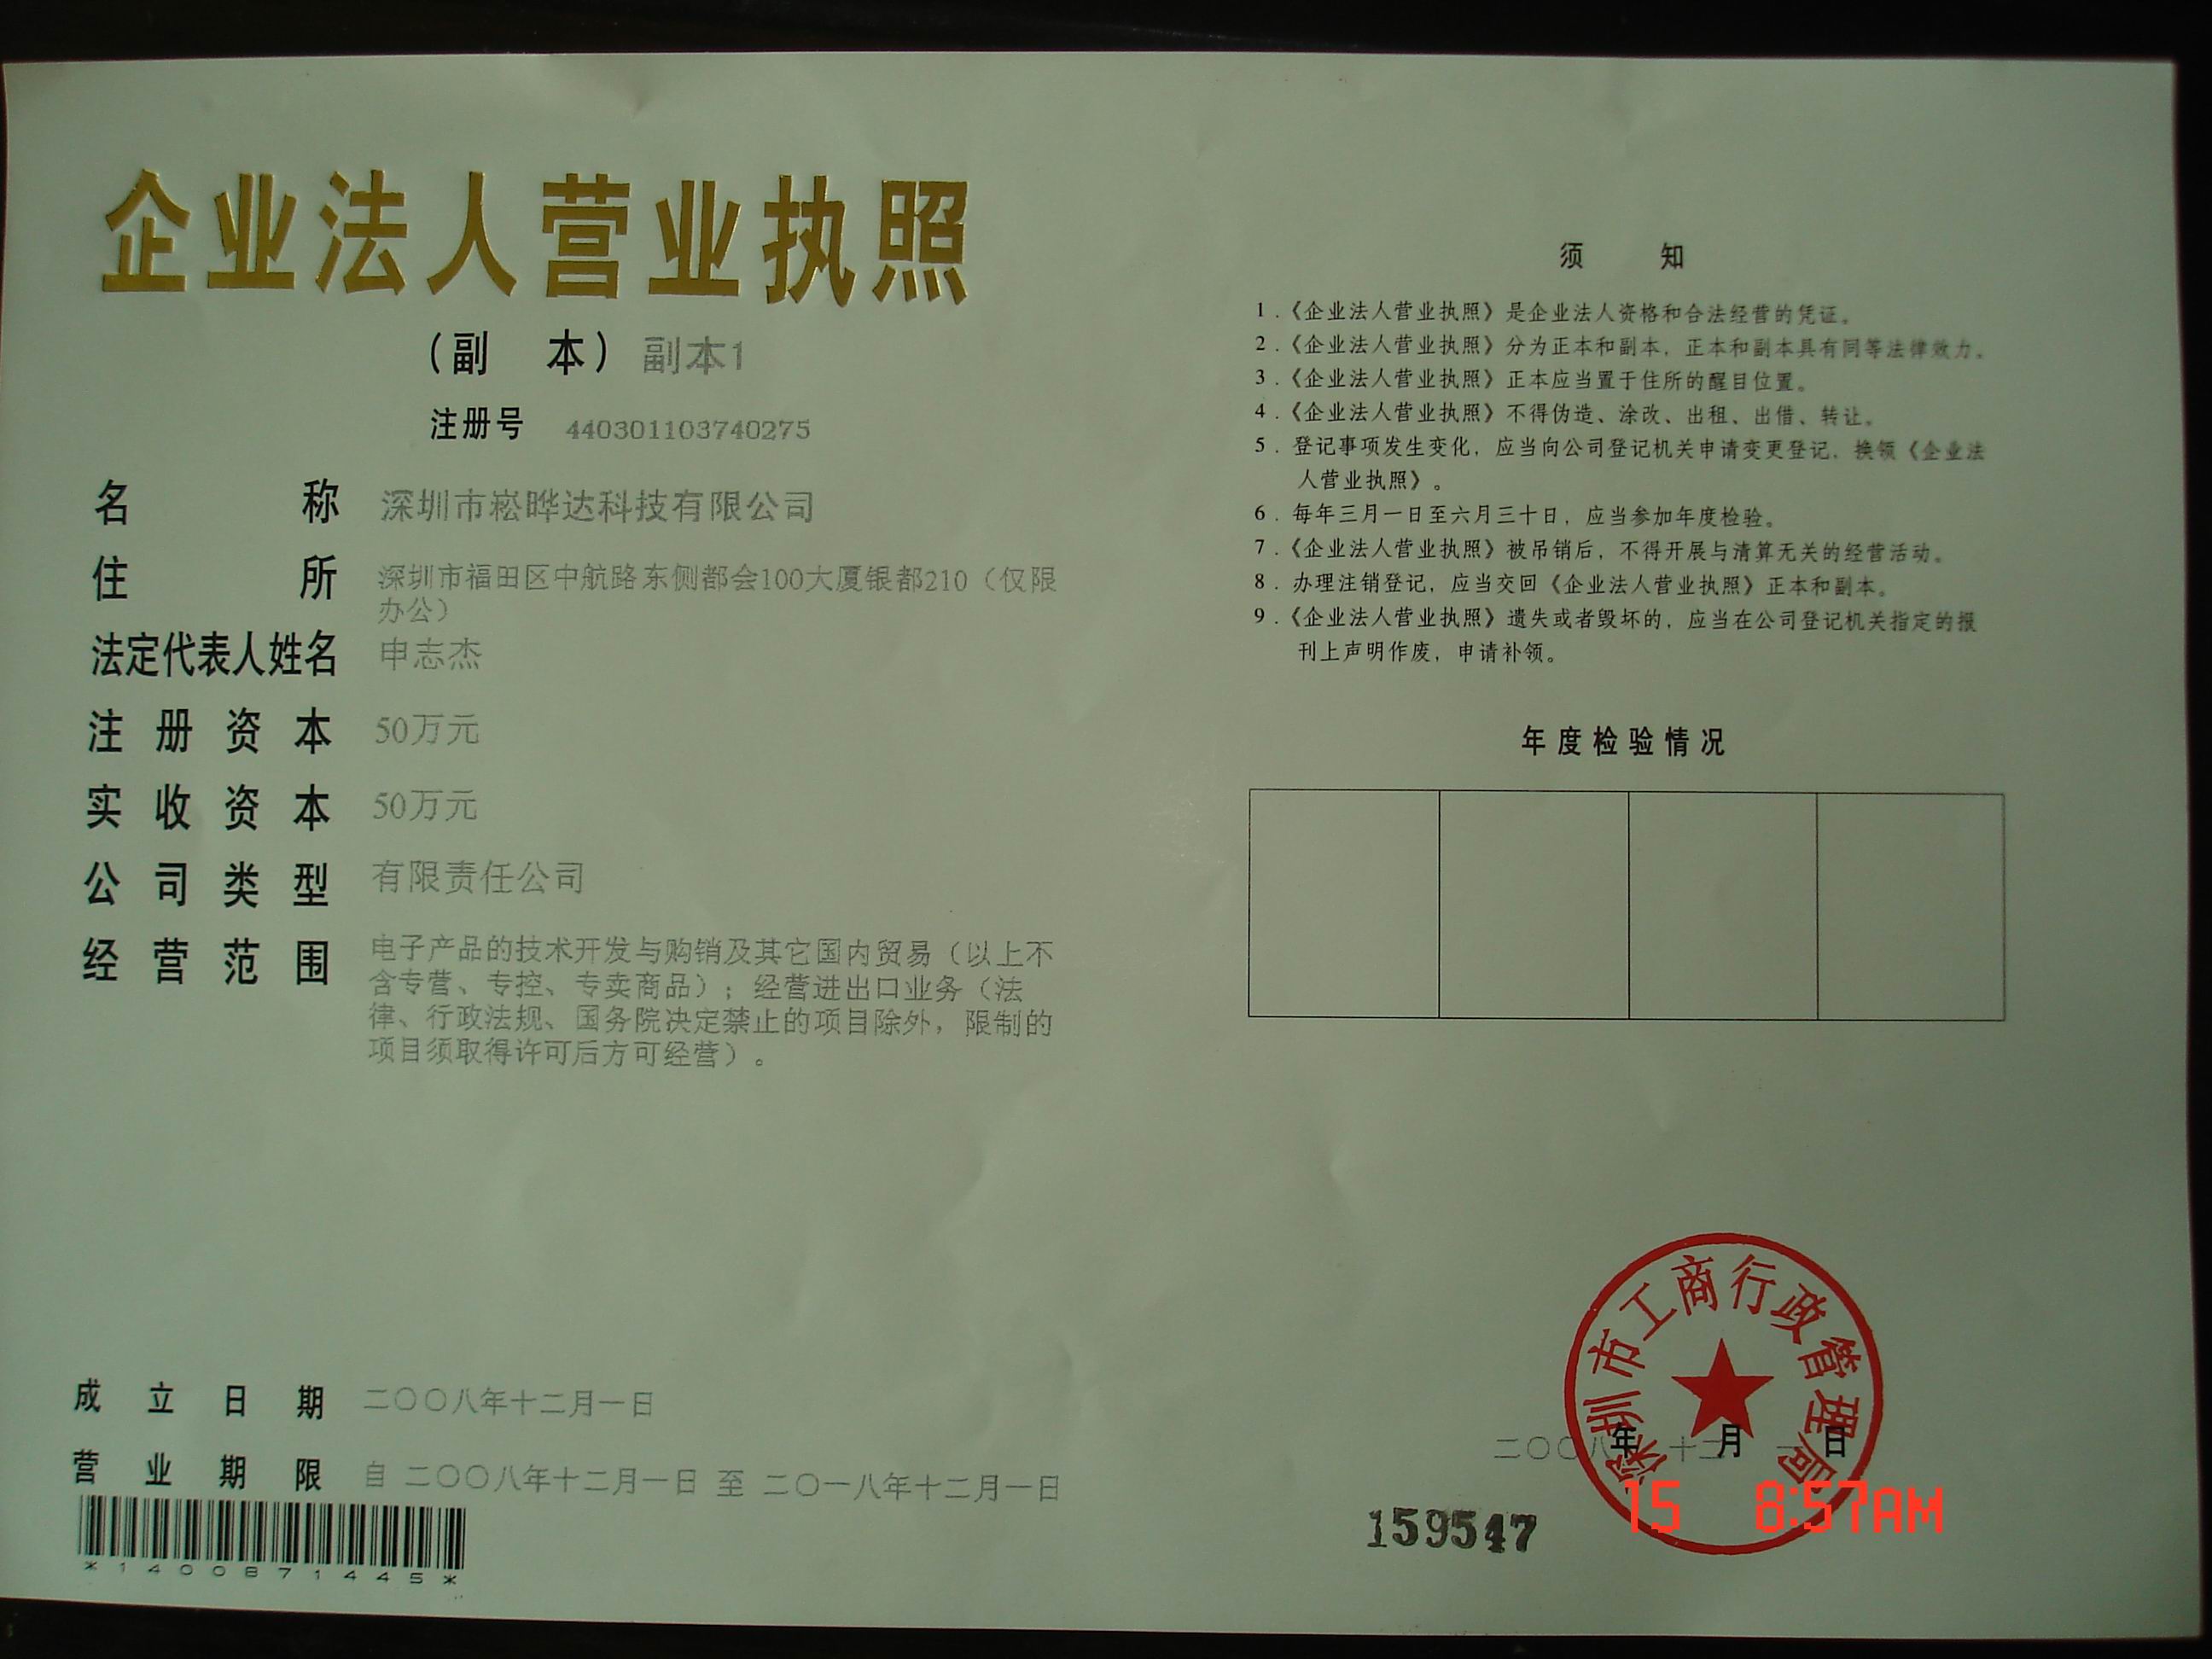 企业法人营业执照
（副 本）副本1
注册号 440301103740275
名称 深圳市崧晔达科技有限公司
住所 深圳市福田区中航路东侧都会100大厦银都210（仅限
办公）
法定代表人姓名 申志杰
注册资本 50万元
实收资本 50万元
公司类型 有限责任公司
经营范围 电子产品的技术开发与购销及其它国内贸易（以上不
含专营、专控、专卖商品）；经营进出口业务（法
律、行政法规、国务院决定禁止的项目除外，限制的
项目须取得许可后方可经营）。
成立日期 二〇〇八年十二月一日
营业期限 自 二〇〇八年十二月一日 至 二〇一八年十二月一日
*1400871445*
须 知
1．《企业法人营业执照》是企业法人资格和合法经营的凭证。
2．《企业法人营业执照》分为正本和副本，正本和副本具有同等法律效力。
3．《企业法人营业执照》正本应当置于住所的醒目位置。
4．《企业法人营业执照》不得伪造、涂改、出租、出借、转让。
5．登记事项发生变化，应当向公司登记机关申请变更登记，换领《企业法
人营业执照》。
6．每年三月一日至六月三十日，应当参加年度检验。
7．《企业法人营业执照》被吊销后，不得开展与清算无关的经营活动。
8．办理注销登记，应当交回《企业法人营业执照》正本和副本。
9．《企业法人营业执照》遗失或者毁坏的，应当在公司登记机关指定的报
刊上声明作废，申请补领。
年度检验情况
深圳市工商行政管理局
二〇〇八年十二月一日
159547
15 8:57AM